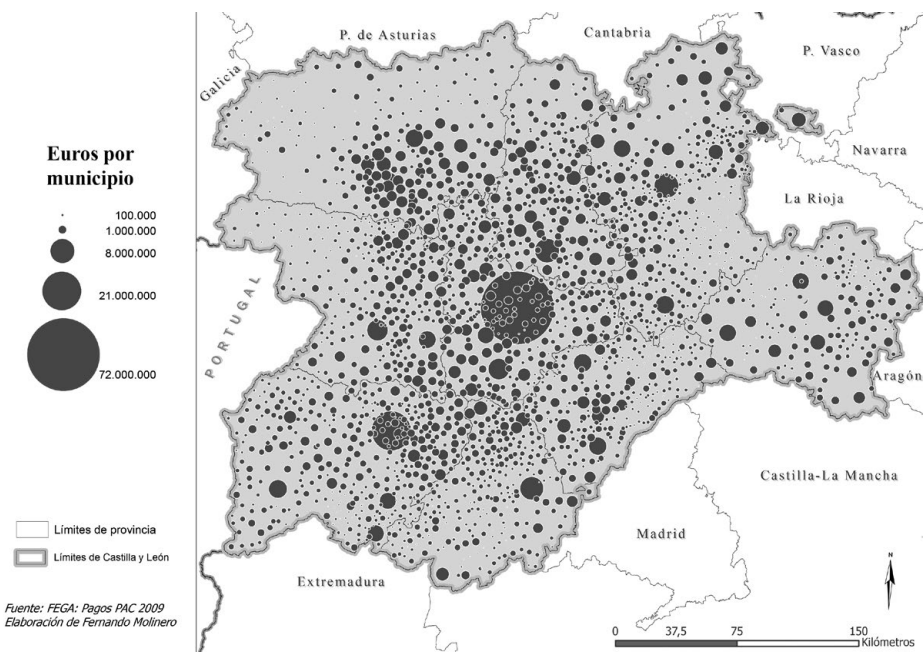 P. de Asturias
Cantabria
P. Vasco
Galicia
Navarra
La Rioja
Euros por
municipio
100.000
1.000.000
8.000.000
21.000.000
72.000.000
PORTUGAL
Aragón
Castilla-La Mancha
Madrid
Extremadura
Límites de provincia
Límites de Castilla y León
Fuente: FEGA: Pagos PAC 2009
Elaboración de Fernando Molinero
N
0 37,5 75 150
Kilómetros